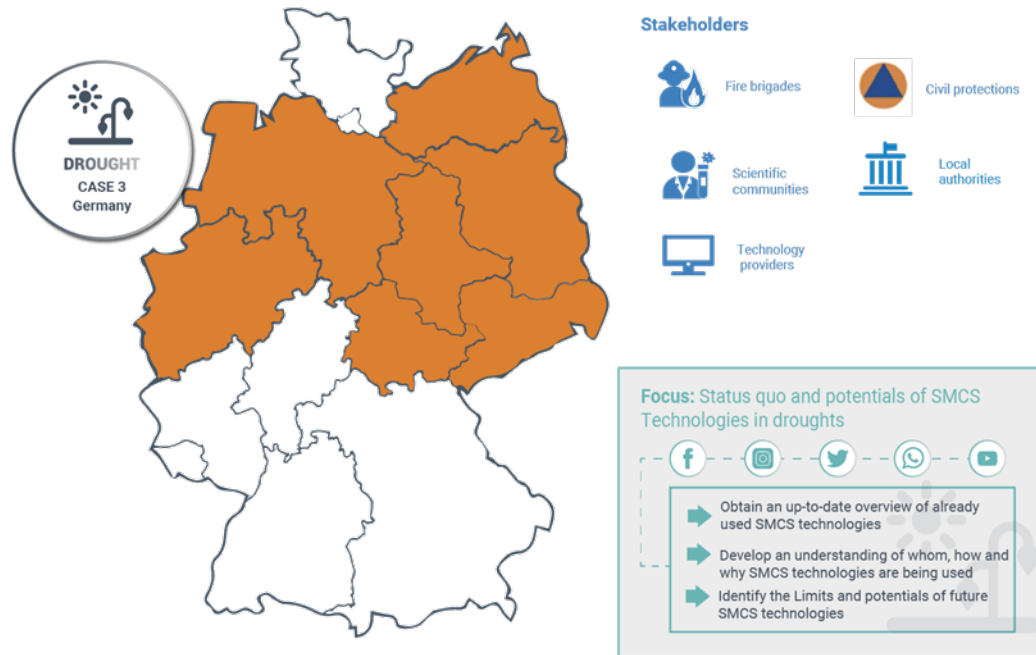 DROUGHT
CASE 3
Germany
Stakeholders
Fire brigades
Civil protections
Scientific
communities
Local
authorities
Technology
providers
Focus: Status quo and potentials of SMCS
Technologies in droughts
Obtain an up-to-date overview of already
used SMCS technologies
Develop an understanding of whom, how and
why SMCS technologies are being used
Identify the Limits and potentials of future
SMCS technologies